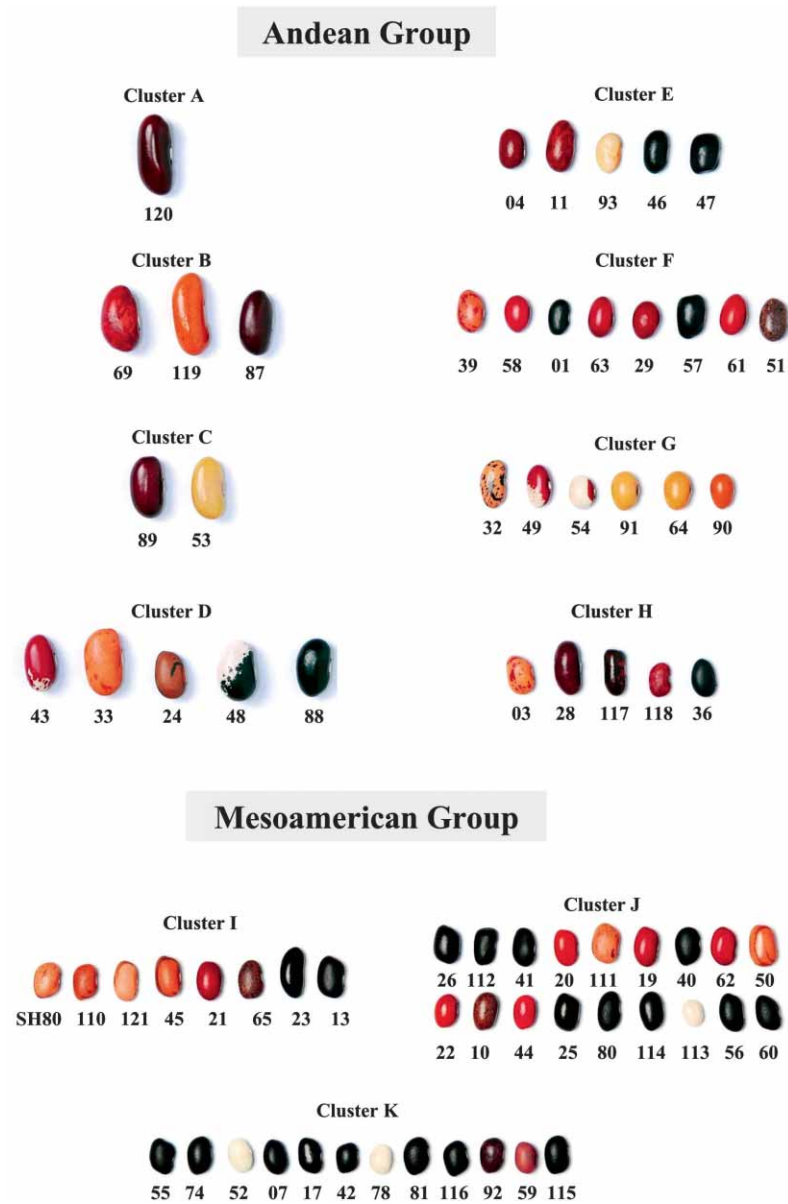 Andean Group
Cluster A
120
Cluster B
69 119 87
Cluster C
89 53
Cluster D
43 33 24 48 88
Cluster E
04 11 93 46 47
Cluster F
39 58 01 63 29 57 61 51
Cluster G
32 49 54 91 64 90
Cluster H
03 28 117 118 36
Mesoamerican Group
Cluster I
SH80 110 121 45 21 65 23 13
Cluster J
26 112 41 20 111 19 40 62 50
22 10 44 25 80 114 113 56 60
Cluster K
55 74 52 07 17 42 78 81 116 92 59 115